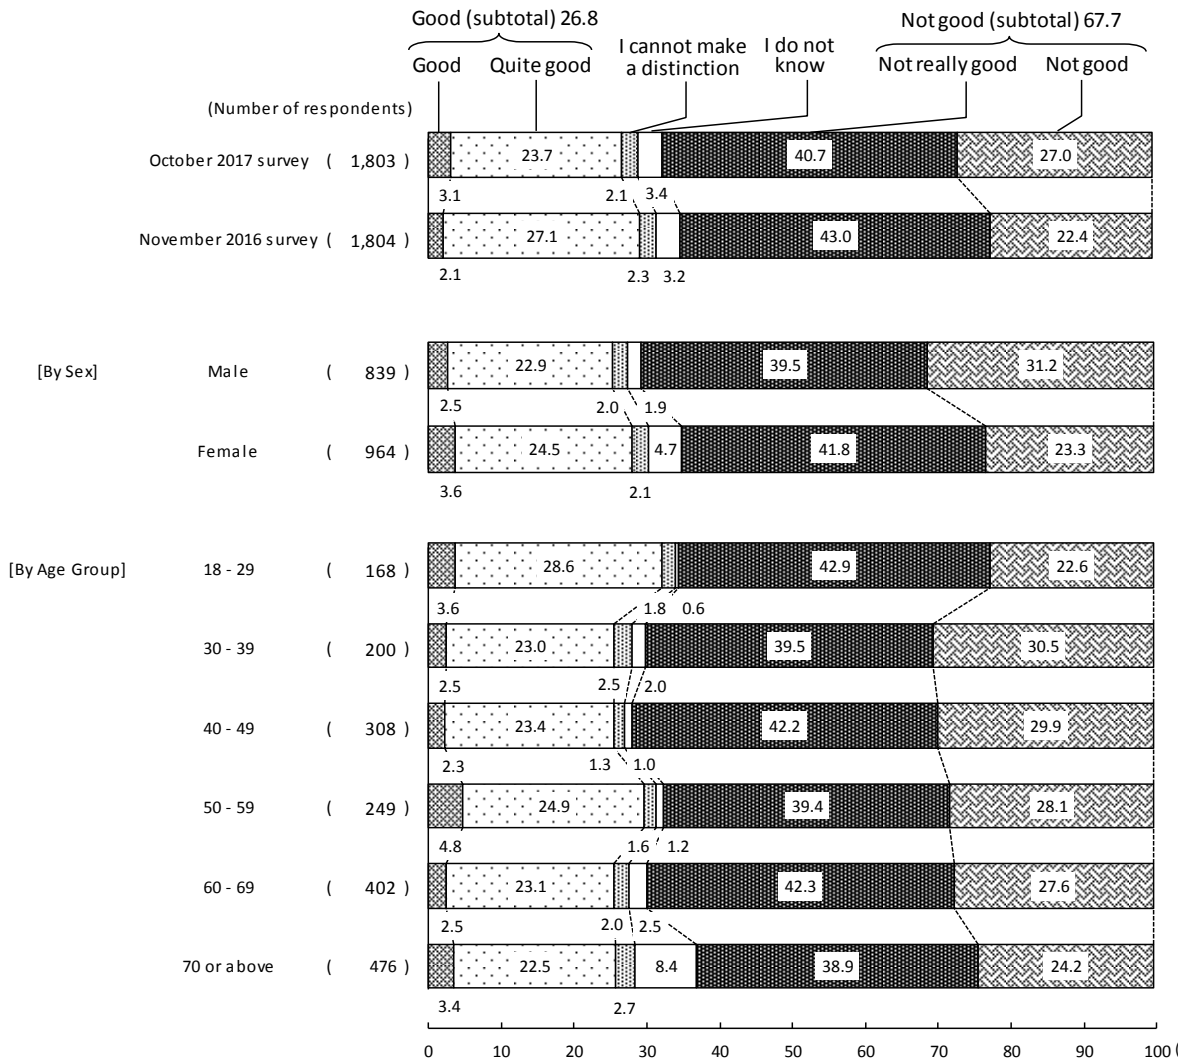 Good (subtotal) 26.8
Not good (subtotal) 67.7
I cannot make a distinction
I do not know
Good
Quite good
Not really good
Not good
(Number of respondents)
October 2017 survey ( 1,803 ) 23.7 40.7 27.0
3.1 2.1 3.4
November 2016 survey ( 1,804 ) 27.1 43.0 22.4
2.1 2.3 3.2
[By Sex] Male ( 839 ) 22.9 39.5 31.2
2.5 2.0 1.9
Female ( 964 ) 24.5 4.7 41.8 23.3
3.6 2.1
[By Age Group] 18 - 29 ( 168 ) 28.6 42.9 22.6
3.6 1.8 0.6
30 - 39 ( 200 ) 23.0 39.5 30.5
2.5 2.5 2.0
40 - 49 ( 308 ) 23.4 42.2 29.9
2.3 1.3 1.0
50 - 59 ( 249 ) 24.9 39.4 28.1
4.8 1.6 1.2
60 - 69 ( 402 ) 23.1 42.3 27.6
2.5 2.0 2.5
70 or above ( 476 ) 22.5 8.4 38.9 24.2
3.4 2.7
0 10 20 30 40 50 60 70 80 90 100 (